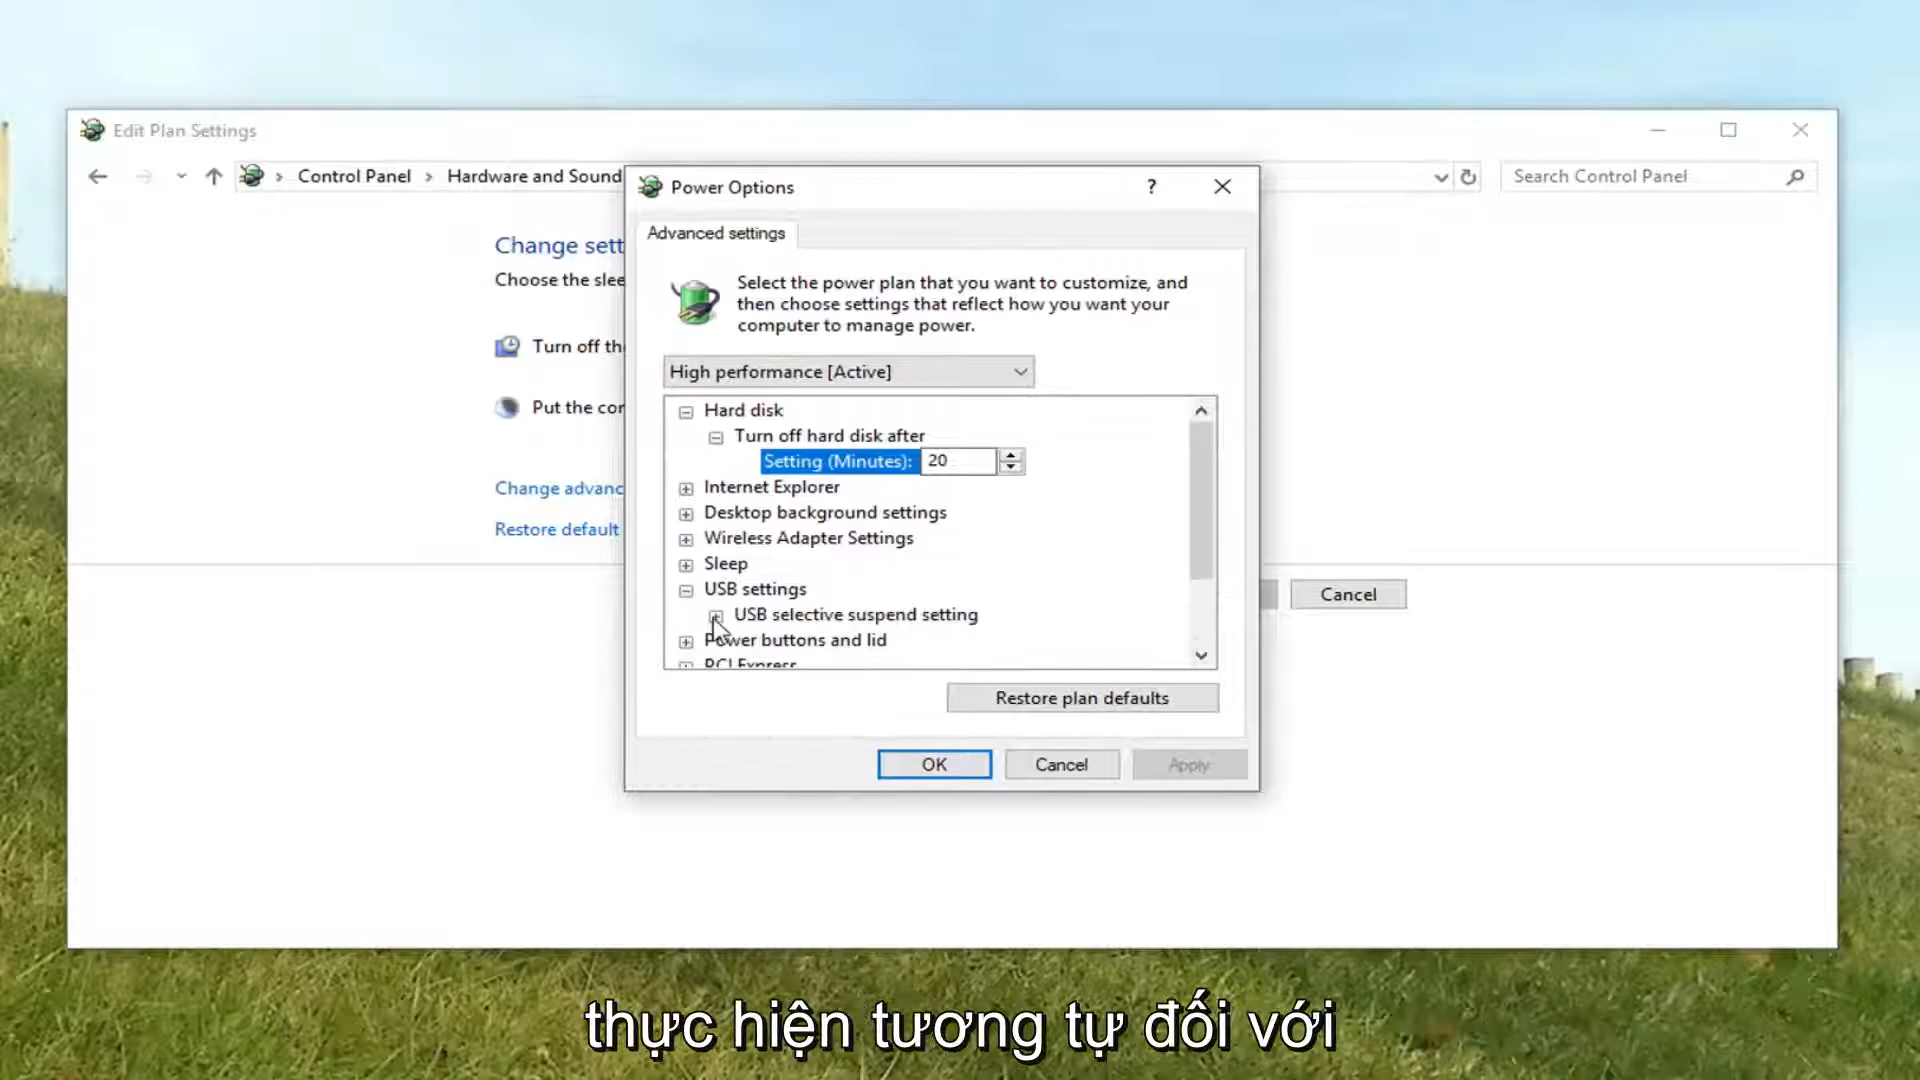 Edit Plan Settings
Control Panel
Hardware and Sound
Search Control Panel
Change sett
Choose the slee
Turn off th
Put the cor
Change advanc
Restore default
Cancel
Power Options
?
Advanced settings
Select the power plan that you want to customize, and
then choose settings that reflect how you want your
computer to manage power.
High performance [Active]
Hard disk
Turn off hard disk after
Setting (Minutes): 20
Internet Explorer
Desktop background settings
Wireless Adapter Settings
Sleep
USB settings
USB selective suspend setting
Power buttons and lid
PCI Express
Restore plan defaults
OK
Cancel
Apply
thực hiện tương tự đối với